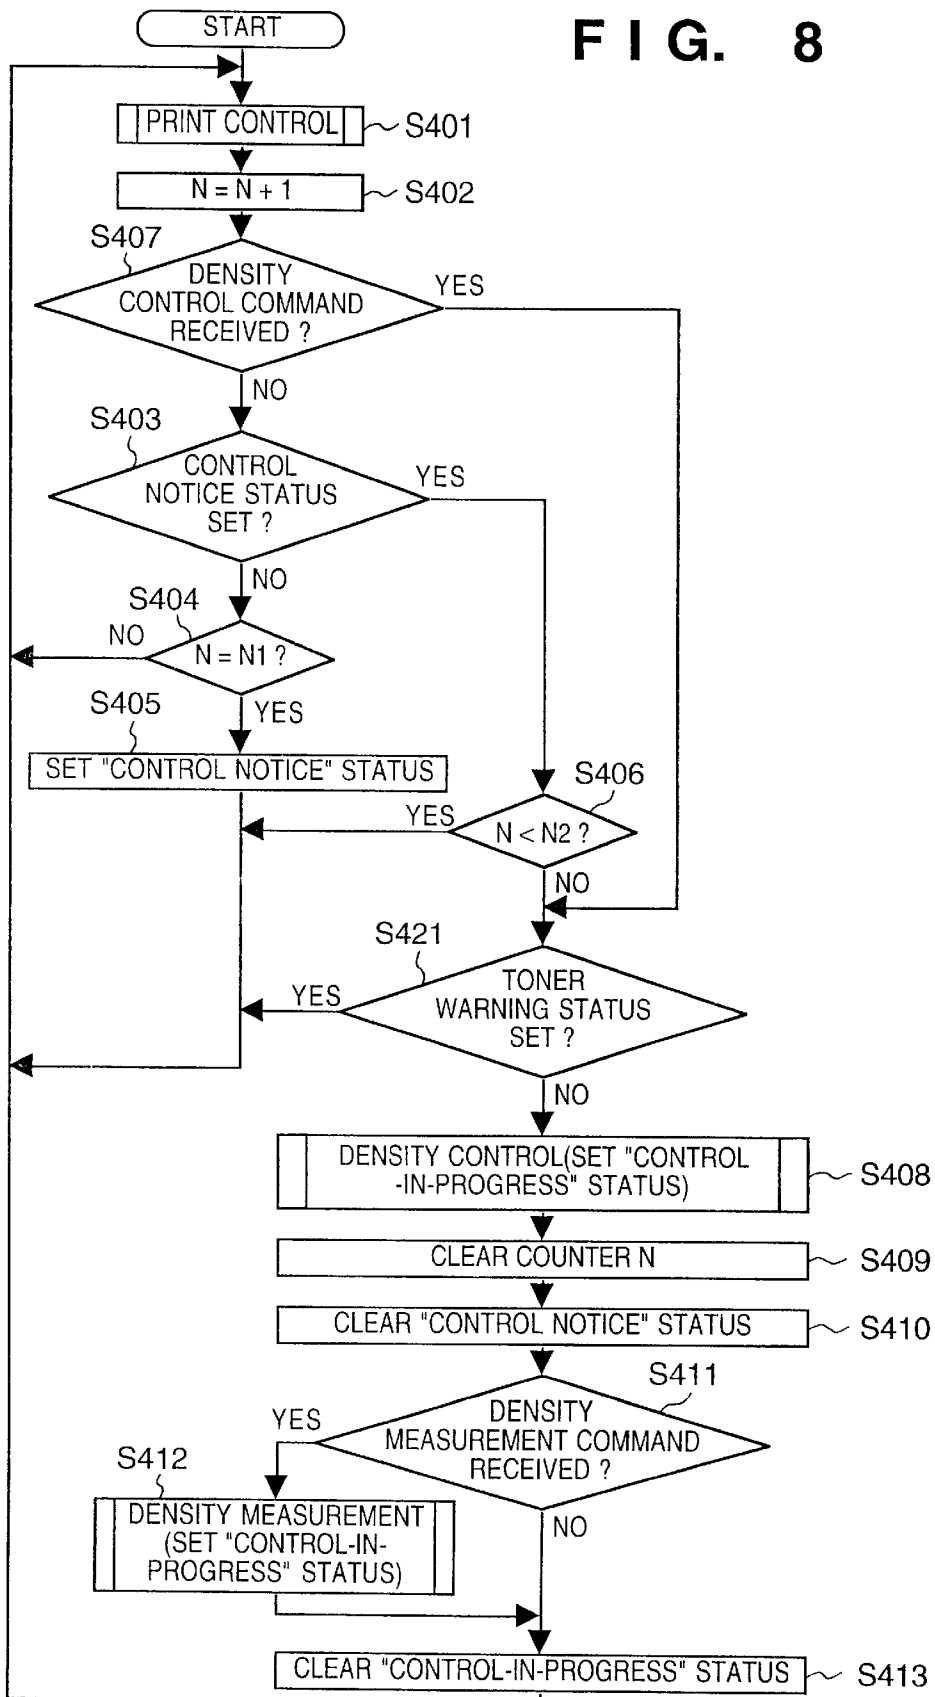 FIG. 8
START
PRINT CONTROL
S401
N = N + 1
S402
S407
DENSITY
CONTROL COMMAND
RECEIVED ?
YES
NO
S403
CONTROL
NOTICE STATUS
SET ?
YES
NO
S404
NO
N = N1 ?
YES
S405
SET "CONTROL NOTICE" STATUS
S406
YES
N < N2 ?
NO
S421
TONER
WARNING STATUS
SET ?
YES
NO
DENSITY CONTROL(SET "CONTROL
-IN-PROGRESS" STATUS)
S408
CLEAR COUNTER N
S409
CLEAR "CONTROL NOTICE" STATUS
S410
S411
DENSITY
MEASUREMENT COMMAND
RECEIVED ?
YES
NO
S412
DENSITY MEASUREMENT
(SET "CONTROL-IN-
PROGRESS" STATUS)
CLEAR "CONTROL-IN-PROGRESS" STATUS
S413